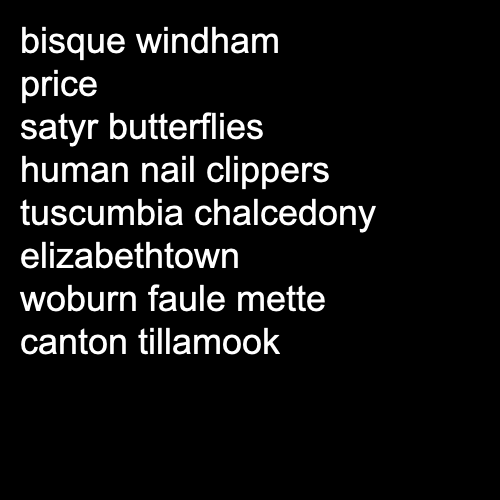 bisque windham
price
satyr butterflies
human nail clippers
tuscumbia chalcedony
elizabethtown
woburn faule mette
canton tillamook